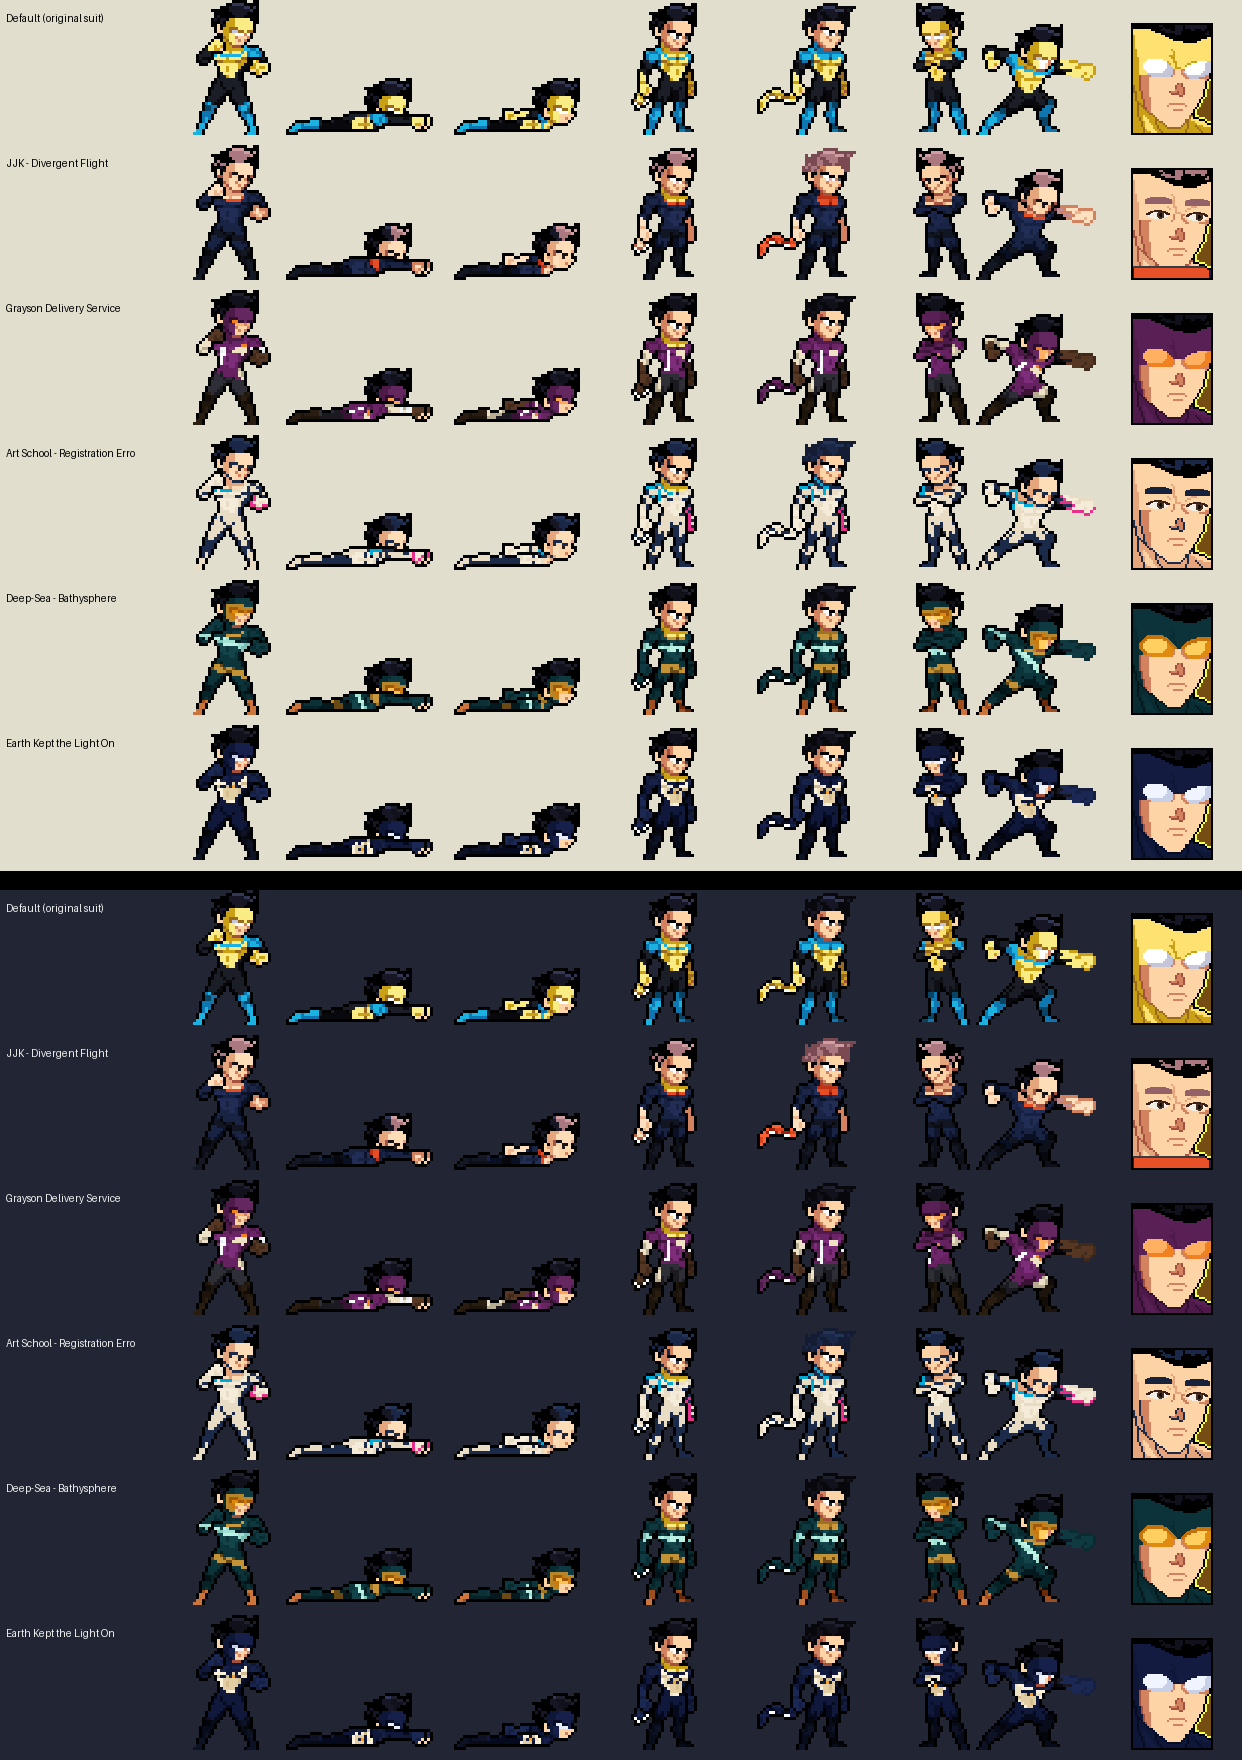 Default (original suit)
JJK - Divergent Flight
Grayson Delivery Service
Art School - Registration Erro
Deep-Sea - Bathysphere
Earth Kept the Light On
Default (original suit)
JJK - Divergent Flight
Grayson Delivery Service
Art School - Registration Erro
Deep-Sea - Bathysphere
Earth Kept the Light On